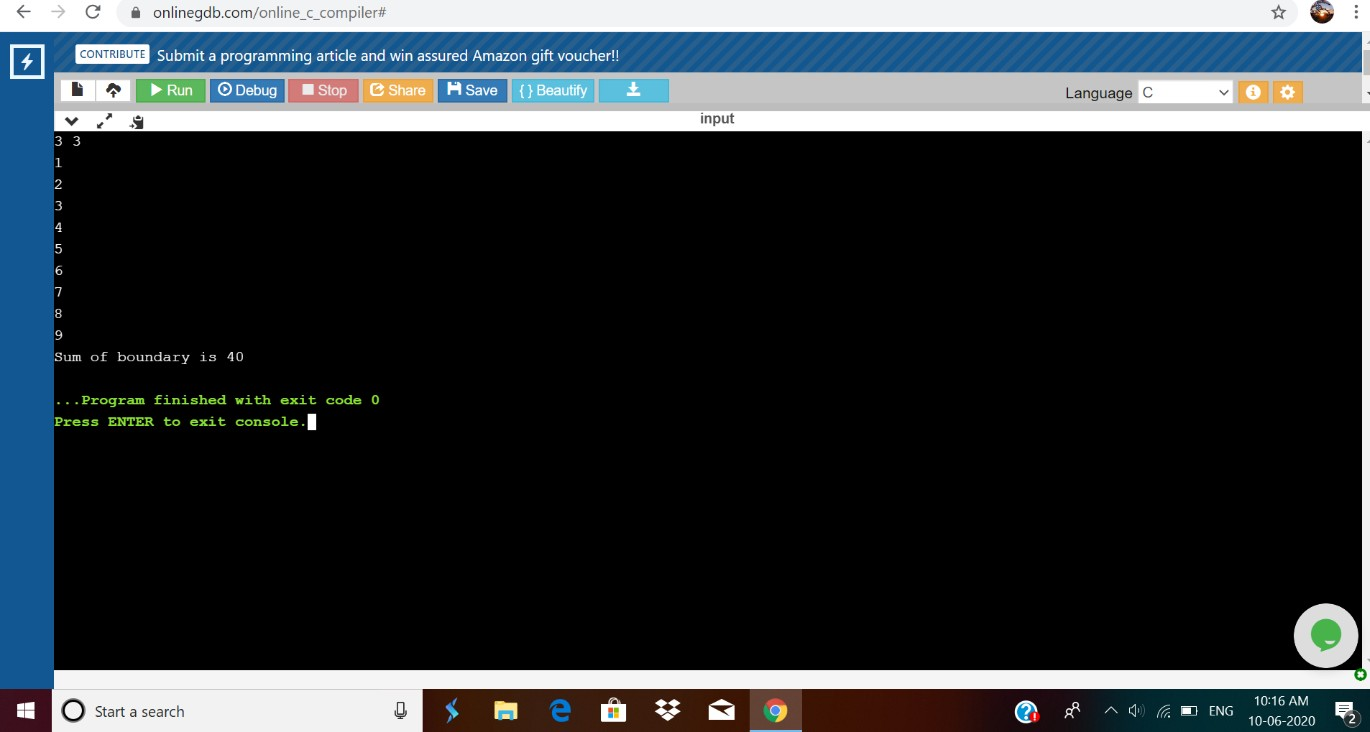 onlinegdb.com/online_c_compiler#
CONTRIBUTE Submit a programming article and win assured Amazon gift voucher!!
Run Debug Stop Share Save { } Beautify Language C
input
3 3
1
2
3
4
5
6
7
8
9
Sum of boundary is 40
...Program finished with exit code 0
Press ENTER to exit console.
Start a search
ENG
10:16 AM
10-06-2020
2